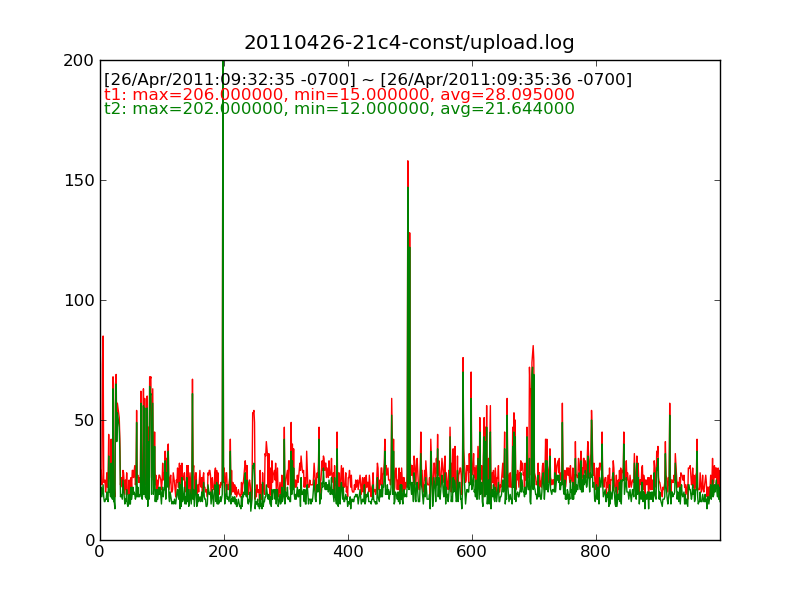 20110426-21c4-const/upload.log
200
[26/Apr/2011:09:32:35 -0700] ~ [26/Apr/2011:09:35:36 -0700]
t1: max=206.000000, min=15.000000, avg=28.095000
t2: max=202.000000, min=12.000000, avg=21.644000
150
100
50
0
0 200 400 600 800